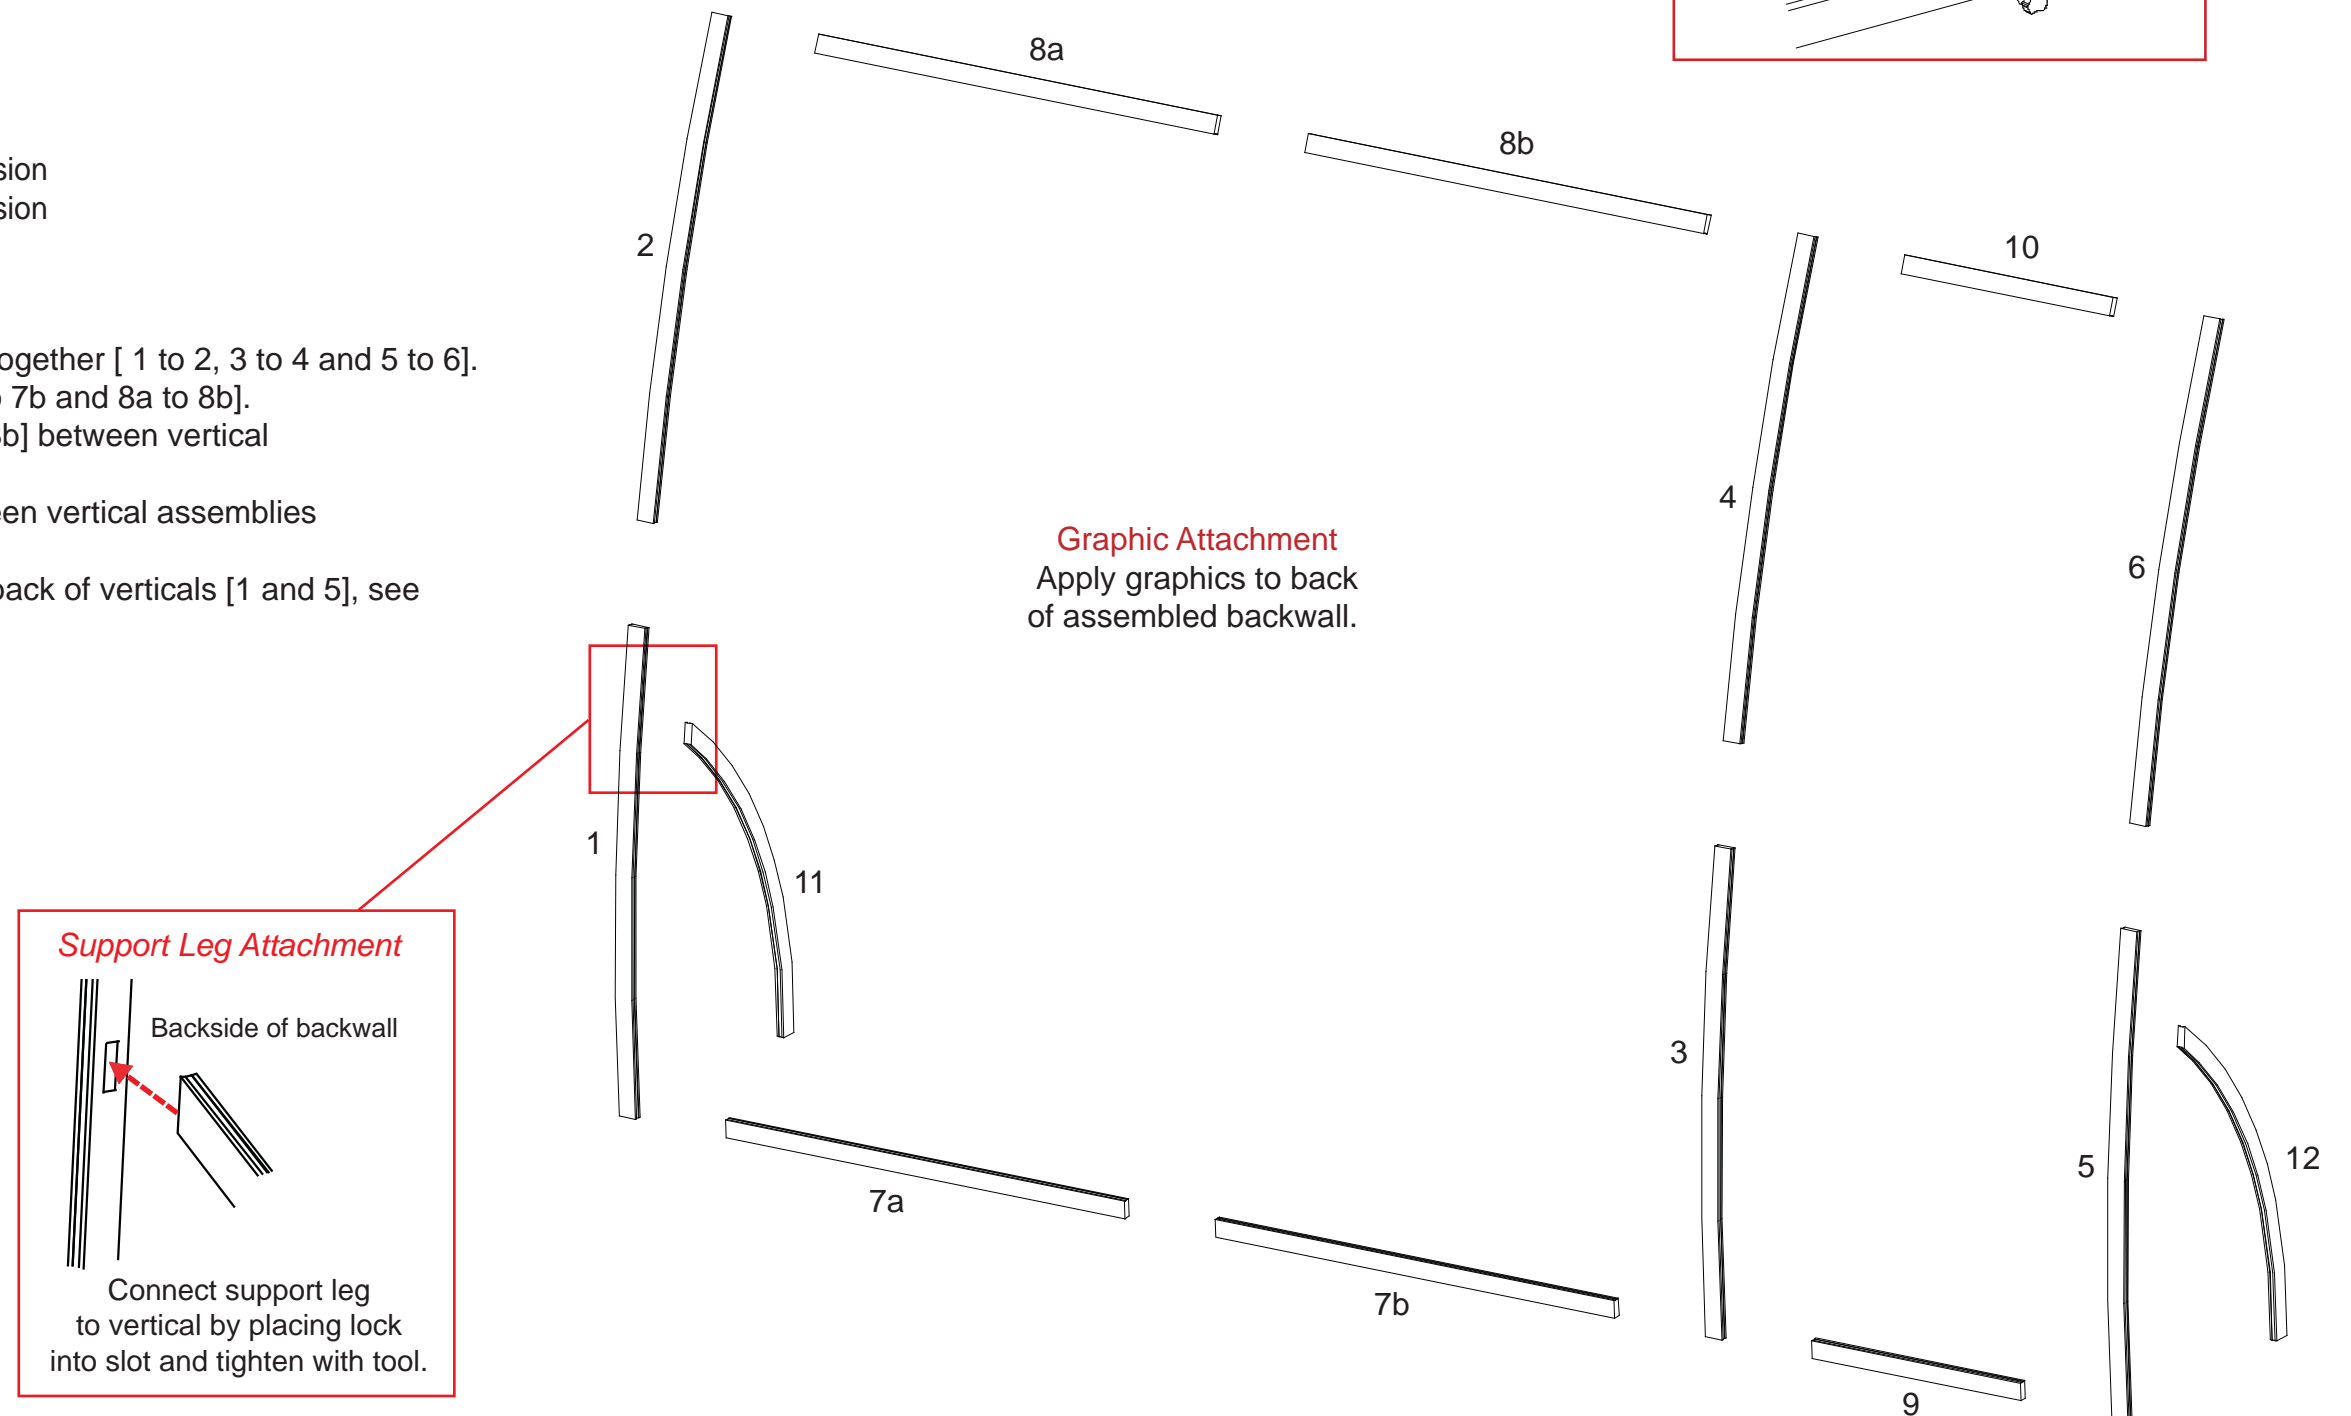 sion
sion
ogether [ 1 to 2, 3 to 4 and 5 to 6].
7b and 8a to 8b].
b] between vertical
en vertical assemblies
back of verticals [1 and 5], see
8a
8b
10
2
4
6
Graphic Attachment
Apply graphics to back
of assembled backwall.
1
11
3
5
12
7a
7b
9
Support Leg Attachment
Backside of backwall
Connect support leg
to vertical by placing lock
into slot and tighten with tool.